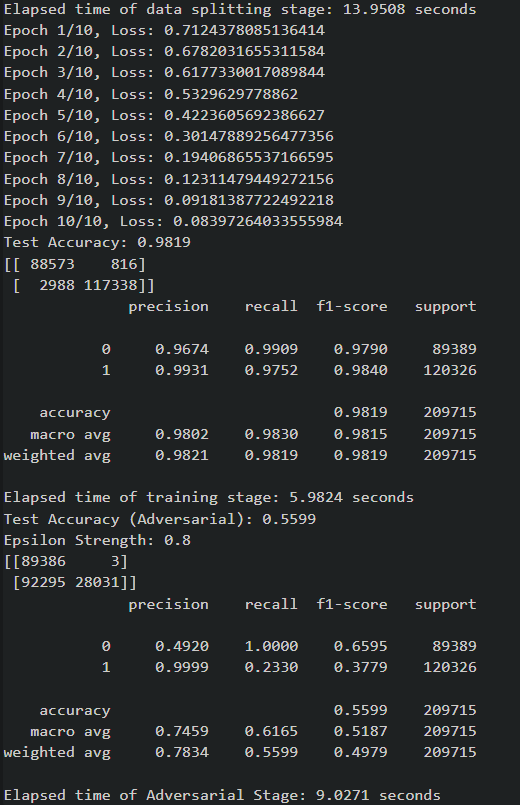 Elapsed time of data splitting stage: 13.9508 seconds
Epoch 1/10, Loss: 0.7124378085136414
Epoch 2/10, Loss: 0.6782031655311584
Epoch 3/10, Loss: 0.6177330017089844
Epoch 4/10, Loss: 0.5329629778862
Epoch 5/10, Loss: 0.4223605692386627
Epoch 6/10, Loss: 0.30147889256477356
Epoch 7/10, Loss: 0.19406865537166595
Epoch 8/10, Loss: 0.12311479449272156
Epoch 9/10, Loss: 0.09181387722492218
Epoch 10/10, Loss: 0.08397264033555984
Test Accuracy: 0.9819
[[ 88573    816]
 [  2988 117338]]
              precision    recall  f1-score   support

           0     0.9674    0.9909    0.9790     89389
           1     0.9931    0.9752    0.9840    120326

    accuracy                         0.9819    209715
   macro avg     0.9802    0.9830    0.9815    209715
weighted avg     0.9821    0.9819    0.9819    209715

Elapsed time of training stage: 5.9824 seconds
Test Accuracy (Adversarial): 0.5599
Epsilon Strength: 0.8
[[89386     3]
 [92295 28031]]
              precision    recall  f1-score   support

           0     0.4920    1.0000    0.6595     89389
           1     0.9999    0.2330    0.3779    120326

    accuracy                         0.5599    209715
   macro avg     0.7459    0.6165    0.5187    209715
weighted avg     0.7834    0.5599    0.4979    209715

Elapsed time of Adversarial Stage: 9.0271 seconds